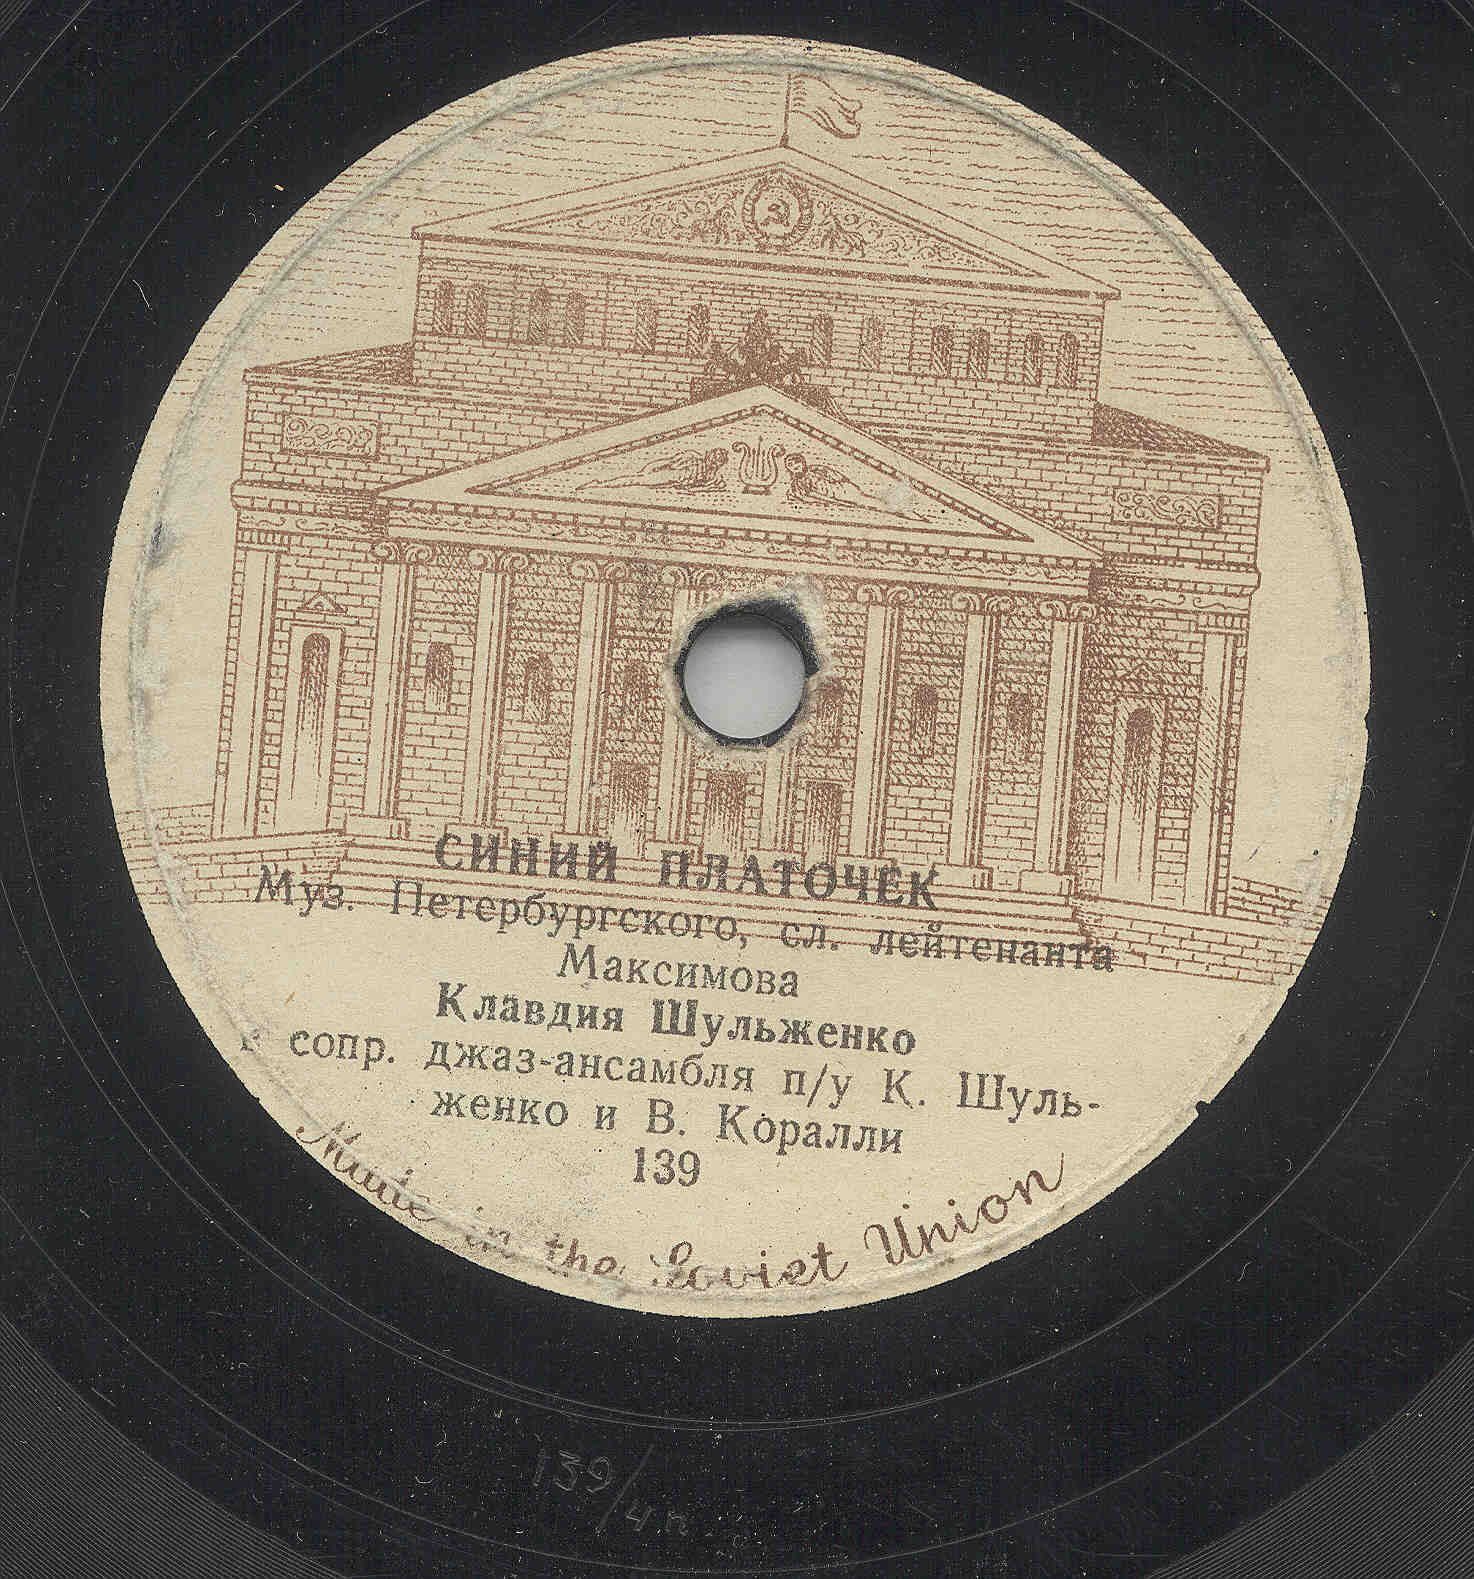 СИНИЙ ПЛАТОЧЕК
Муз. Петербургского, сл. лейтенанта
Максимова
Клавдия Шульженко
в сопр. джаз-ансамбля п/у К. Шуль-
женко и В. Коралли
139
Made in the Soviet Union
139/4